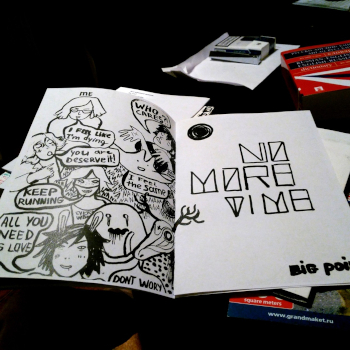 ME
WHO
CARES?
I FEEL LIKE
I'm dying
you are
DESERVE it!
I FEEL
the same
KEEP
RUNNING
ALL YOU
NEED
IS LOVE
DONT WORY
NO
MORE
TIME
BIG POI
dictionary
square meters
www.grandmaket.ru